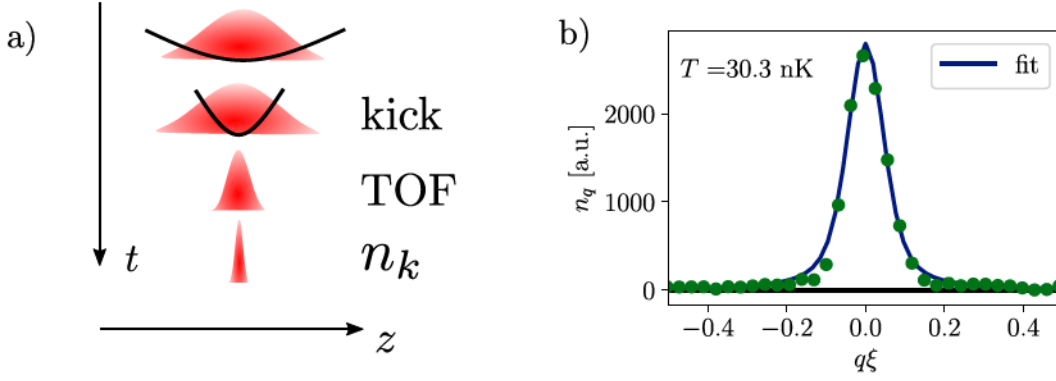 a)
kick
TOF
n_k
t
z
b)
T =30.3 nK
fit
n_q [a.u.]
2000
1000
0
−0.4 −0.2 0.0 0.2 0.4
qξ